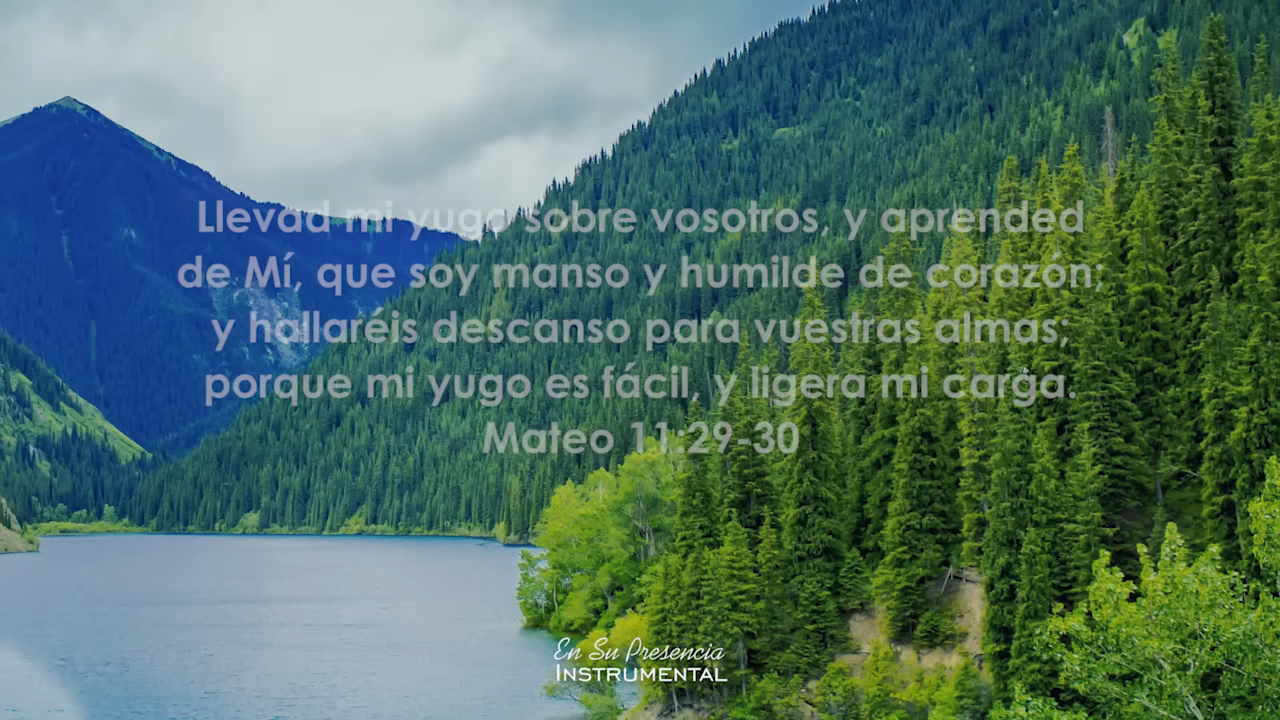 Llevad mi yugo sobre vosotros, y aprended
de Mí, que soy manso y humilde de corazón;
y hallaréis descanso para vuestras almas;
porque mi yugo es fácil, y ligera mi carga.
Mateo 11:29-30
En Su Presencia
INSTRUMENTAL